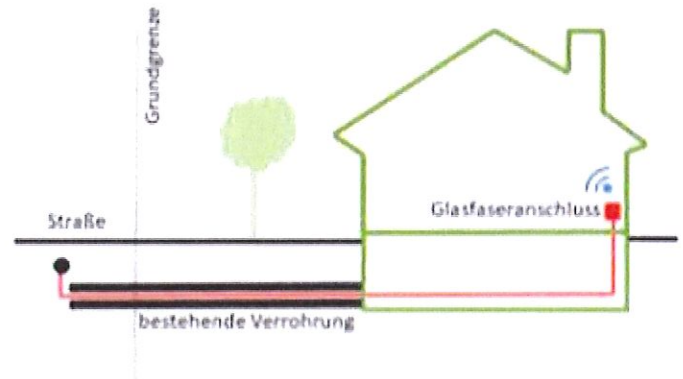 Grundgrenze
Straße
Glasfaseranschluss
bestehende Verrohrung